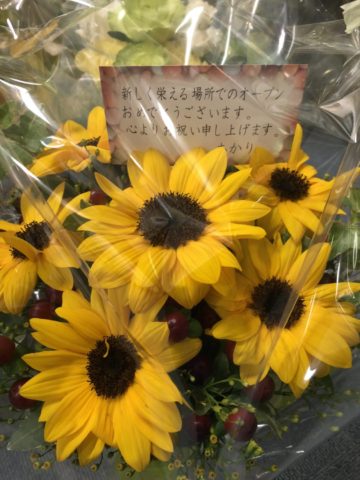 新しく栄える場所でのオープン
おめでとうございます。
心よりお祝い申し上げます。